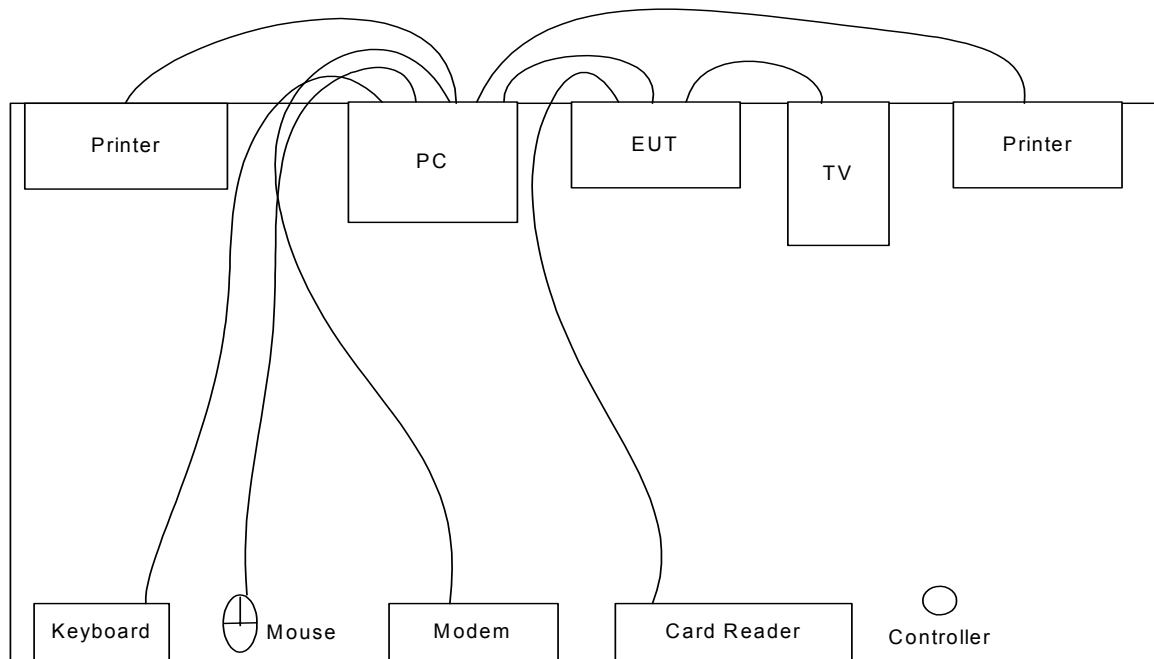 Printer
PC
EUT
TV
Printer
Keyboard
Mouse
Modem
Card Reader
Controller